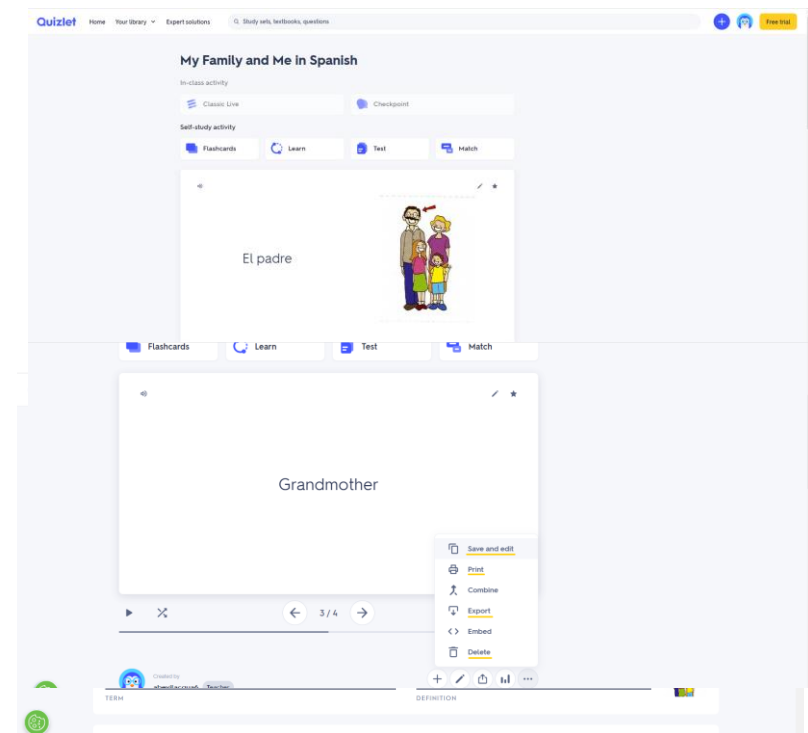 Quizlet Home Your library Expert solutions Study sets, textbooks, questions Free trial
My Family and Me in Spanish
In-class activity
Classic Live Checkpoint
Self-study activity
Flashcards Learn Test Match
El padre
Flashcards Learn Test Match
Grandmother
Save and edit
Print
Combine
3 / 4 Export
Embed
Delete
Created by
Teacher
TERM DEFINITION